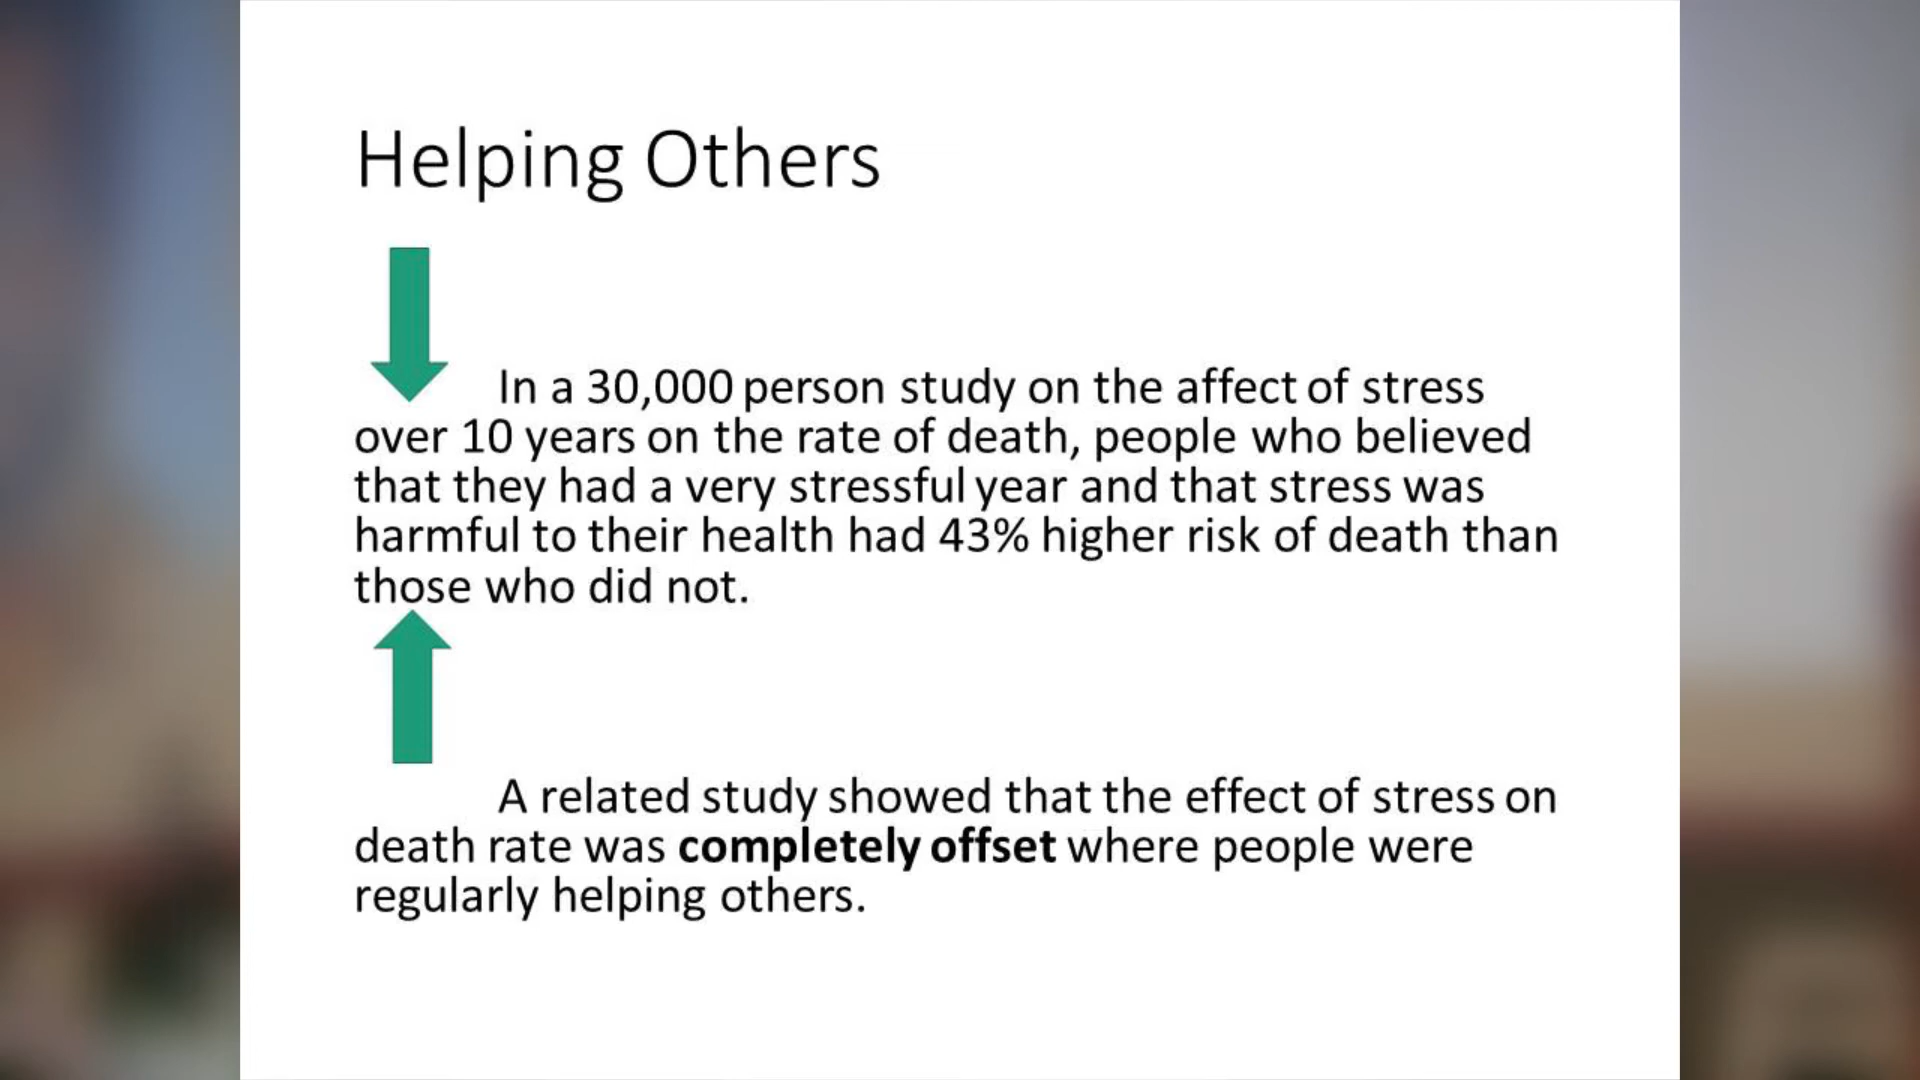 Helping Others
In a 30,000 person study on the affect of stress
over 10 years on the rate of death, people who believed
that they had a very stressful year and that stress was
harmful to their health had 43% higher risk of death than
those who did not.
A related study showed that the effect of stress on
death rate was completely offset where people were
regularly helping others.